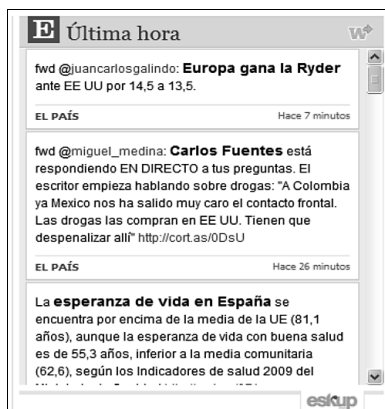 E Última hora
fwd @juancarlosgalindo: Europa gana la Ryder
ante EE UU por 14,5 a 13,5.
EL PAÍS Hace 7 minutos
fwd @miguel_medina: Carlos Fuentes está
respondiendo EN DIRECTO a tus preguntas. El
escritor empieza hablando sobre drogas: "A Colombia
ya Mexico nos ha salido muy caro el contacto frontal.
Las drogas las compran en EE UU. Tienen que
despenalizar allí" http://cort.as/0DsU
EL PAÍS Hace 26 minutos
La esperanza de vida en España se
encuentra por encima de la media de la UE (81,1
años), aunque la esperanza de vida con buena salud
es de 55,3 años, inferior a la media comunitaria
(62,6), según los Indicadores de salud 2009 del
eskup